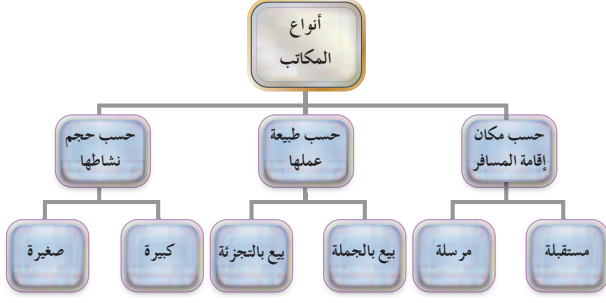 أنواع
المكاتب
حسب مكان
إقامة المسافر
حسب طبيعة
عملها
حسب حجم
نشاطها
مستقبلة
مرسلة
بيع بالجملة
بيع بالتجزئة
كبيرة
صغيرة